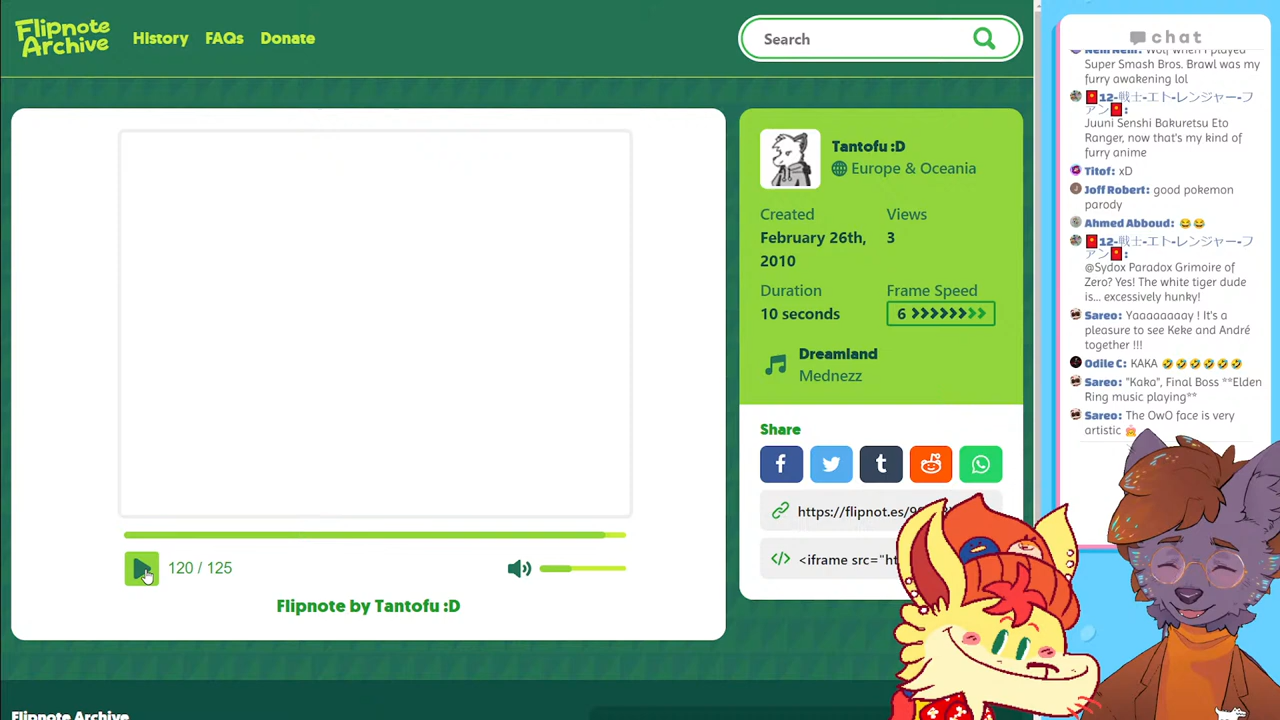 Flipnote
Archive
History
FAQs
Donate
Search
Tantofu :D
Europe & Oceania
Created
February 26th,
2010
Views
3
Duration
10 seconds
Frame Speed
6
Dreamland
Mednezz
Share
https://flipnot.es/9
<iframe src="ht
120 / 125
Flipnote by Tantofu :D
Flipnote Archive
chat
Wolf when I played
Super Smash Bros. Brawl was my
furry awakening lol
12-戦士-エト-レンジャー-フ
ァン:
Juuni Senshi Bakuretsu Eto
Ranger, now that's my kind of
furry anime
Titof: xD
Joff Robert: good pokemon
parody
Ahmed Abboud: 😂😂
12-戦士-エト-レンジャー-フ
ァン:
@Sydox Paradox Grimoire of
Zero? Yes! The white tiger dude
is... excessively hunky!
Sareo: Yaaaaaaaay ! It's a
pleasure to see Keke and André
together !!!
Odile C: KAKA 🤣🤣🤣🤣🤣🤣
Sareo: "Kaka", Final Boss **Elden
Ring music playing**
Sareo: The OwO face is very
artistic